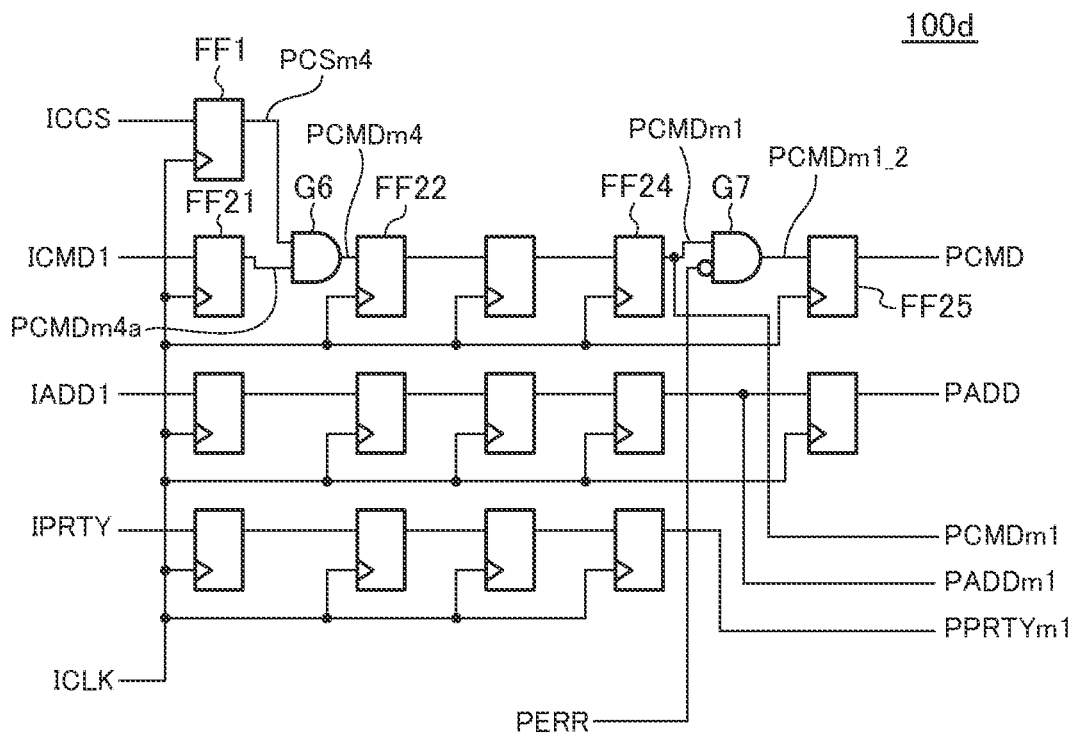 100d
FF1
PCSm4
ICCS
PCMDm4
PCMDm1
PCMDm1_2
G6
FF22
FF24
G7
FF21
ICMD1
PCMD
FF25
PCMDm4a
IADD1
PADD
IPRTY
PCMDm1
PADDm1
PPRTYm1
ICLK
PERR